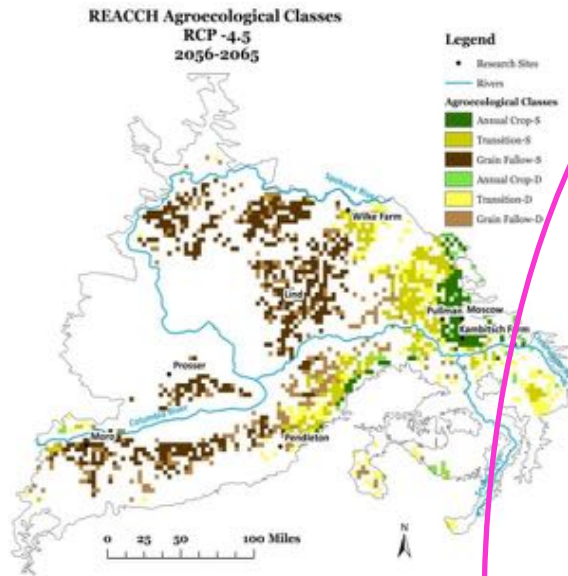 REACCH Agroecological Classes
RCP -4.5
2056-2065
Legend
Research Sites
Rivers
Agroecological Classes
Annual Crop-S
Transition-S
Grain Fallow-S
Annual Crop-D
Transition-D
Grain Fallow-D
Spokane River
Wilke Farm
Lind
Pullman
Moscow
Kambitsch Farm
Prosser
Columbia River
Moro
Pendleton
N
0 25 50 100 Miles